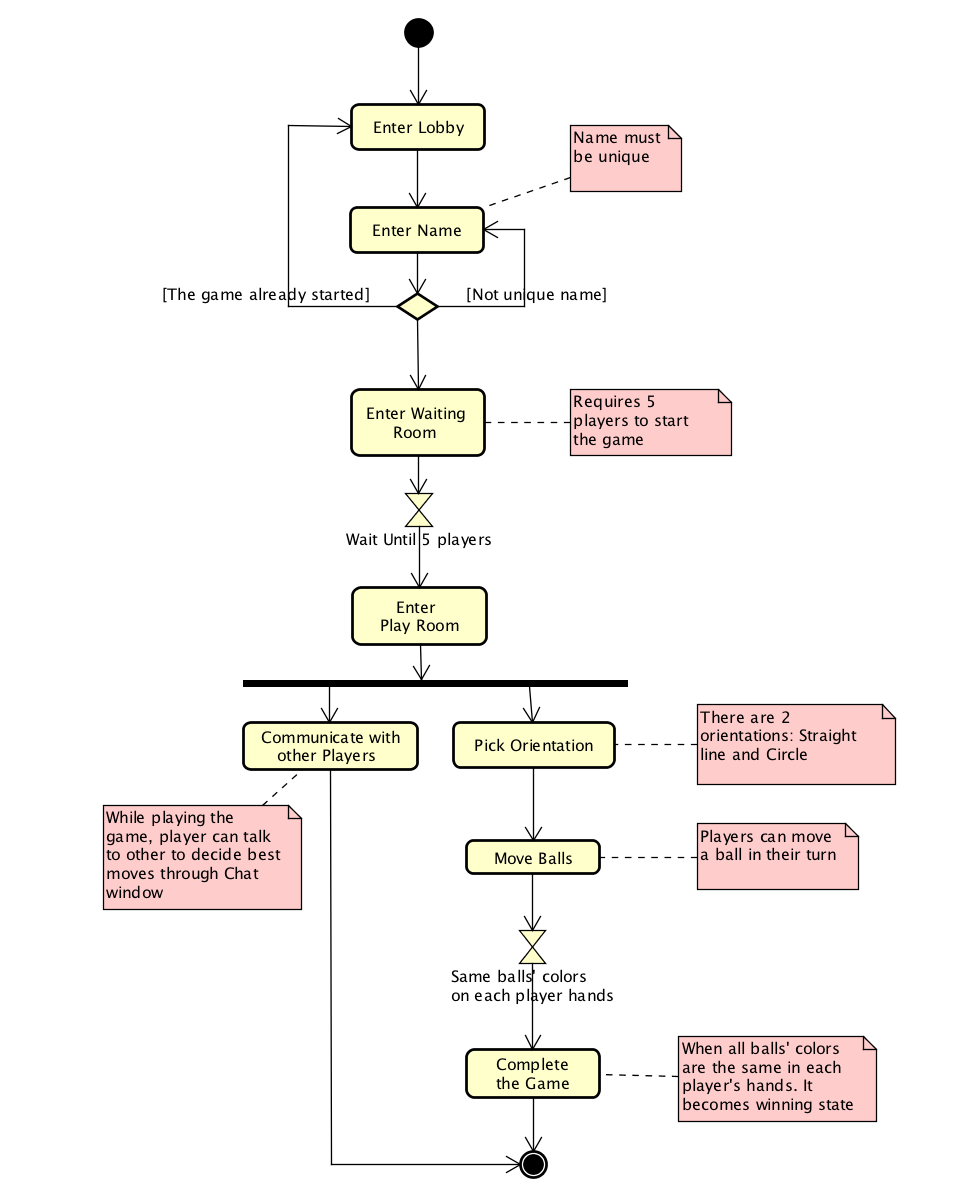 Enter Lobby
Name must
be unique
Enter Name
[The game already started]
[Not unique name]
Enter Waiting
Room
Requires 5
players to start
the game
Wait Until 5 players
Enter
Play Room
Communicate with
other Players
Pick Orientation
There are 2
orientations: Straight
line and Circle
While playing the
game, player can talk
to other to decide best
moves through Chat
window
Move Balls
Players can move
a ball in their turn
Same balls' colors
on each player hands
Complete
the Game
When all balls' colors
are the same in each
player's hands. It
becomes winning state